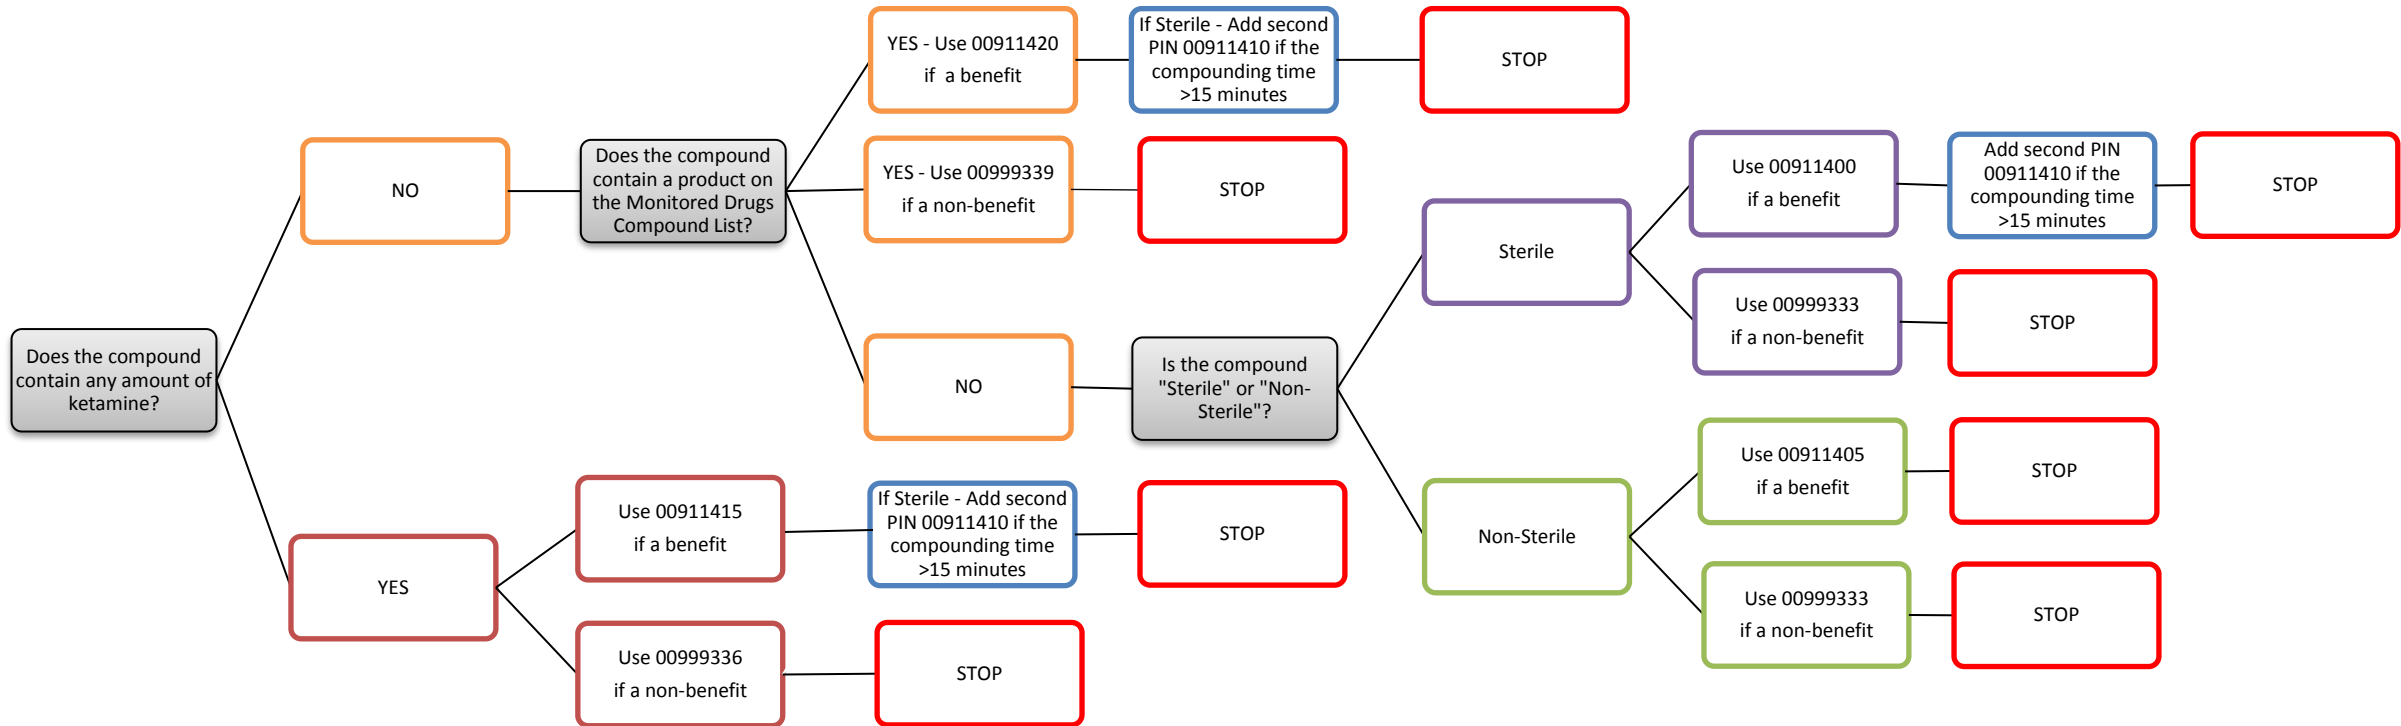 Does the compound
contain any amount of
ketamine?
NO
Does the compound
contain a product on
the Monitored Drugs
Compound List?
YES - Use 00911420
if  a benefit
If Sterile - Add second
PIN 00911410 if the
compounding time
>15 minutes
STOP
YES - Use 00999339
if a non-benefit
STOP
NO
Is the compound
"Sterile" or "Non-
Sterile"?
Sterile
Use 00911400
if a benefit
Add second PIN
00911410 if the
compounding time
>15 minutes
STOP
Use 00999333
if a non-benefit
STOP
Non-Sterile
Use 00911405
if a benefit
STOP
Use 00999333
if a non-benefit
STOP
YES
Use 00911415
if a benefit
If Sterile - Add second
PIN 00911410 if the
compounding time
>15 minutes
STOP
Use 00999336
if a non-benefit
STOP